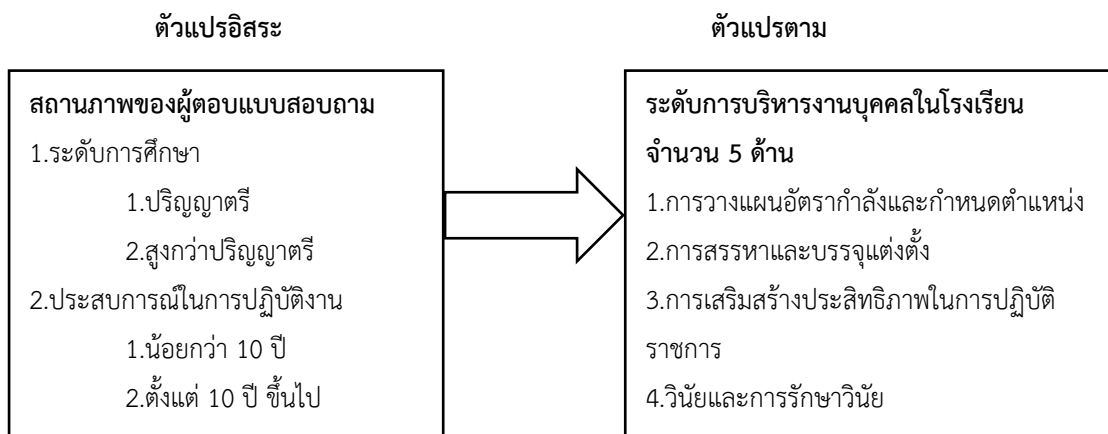 ตัวแปรอิสระ
ตัวแปรตาม
สถานภาพของผู้ตอบแบบสอบถาม
1.ระดับการศึกษา
1.ปริญญาตรี
2.สูงกว่าปริญญาตรี
2.ประสบการณ์ในการปฏิบัติงาน
1.น้อยกว่า 10 ปี
2.ตั้งแต่ 10 ปี ขึ้นไป
ระดับการบริหารงานบุคคลในโรงเรียน
จำนวน 5 ด้าน
1.การวางแผนอัตรากำลังและกำหนดตำแหน่ง
2.การสรรหาและบรรจุแต่งตั้ง
3.การเสริมสร้างประสิทธิภาพในการปฏิบัติ
ราชการ
4.วินัยและการรักษาวินัย